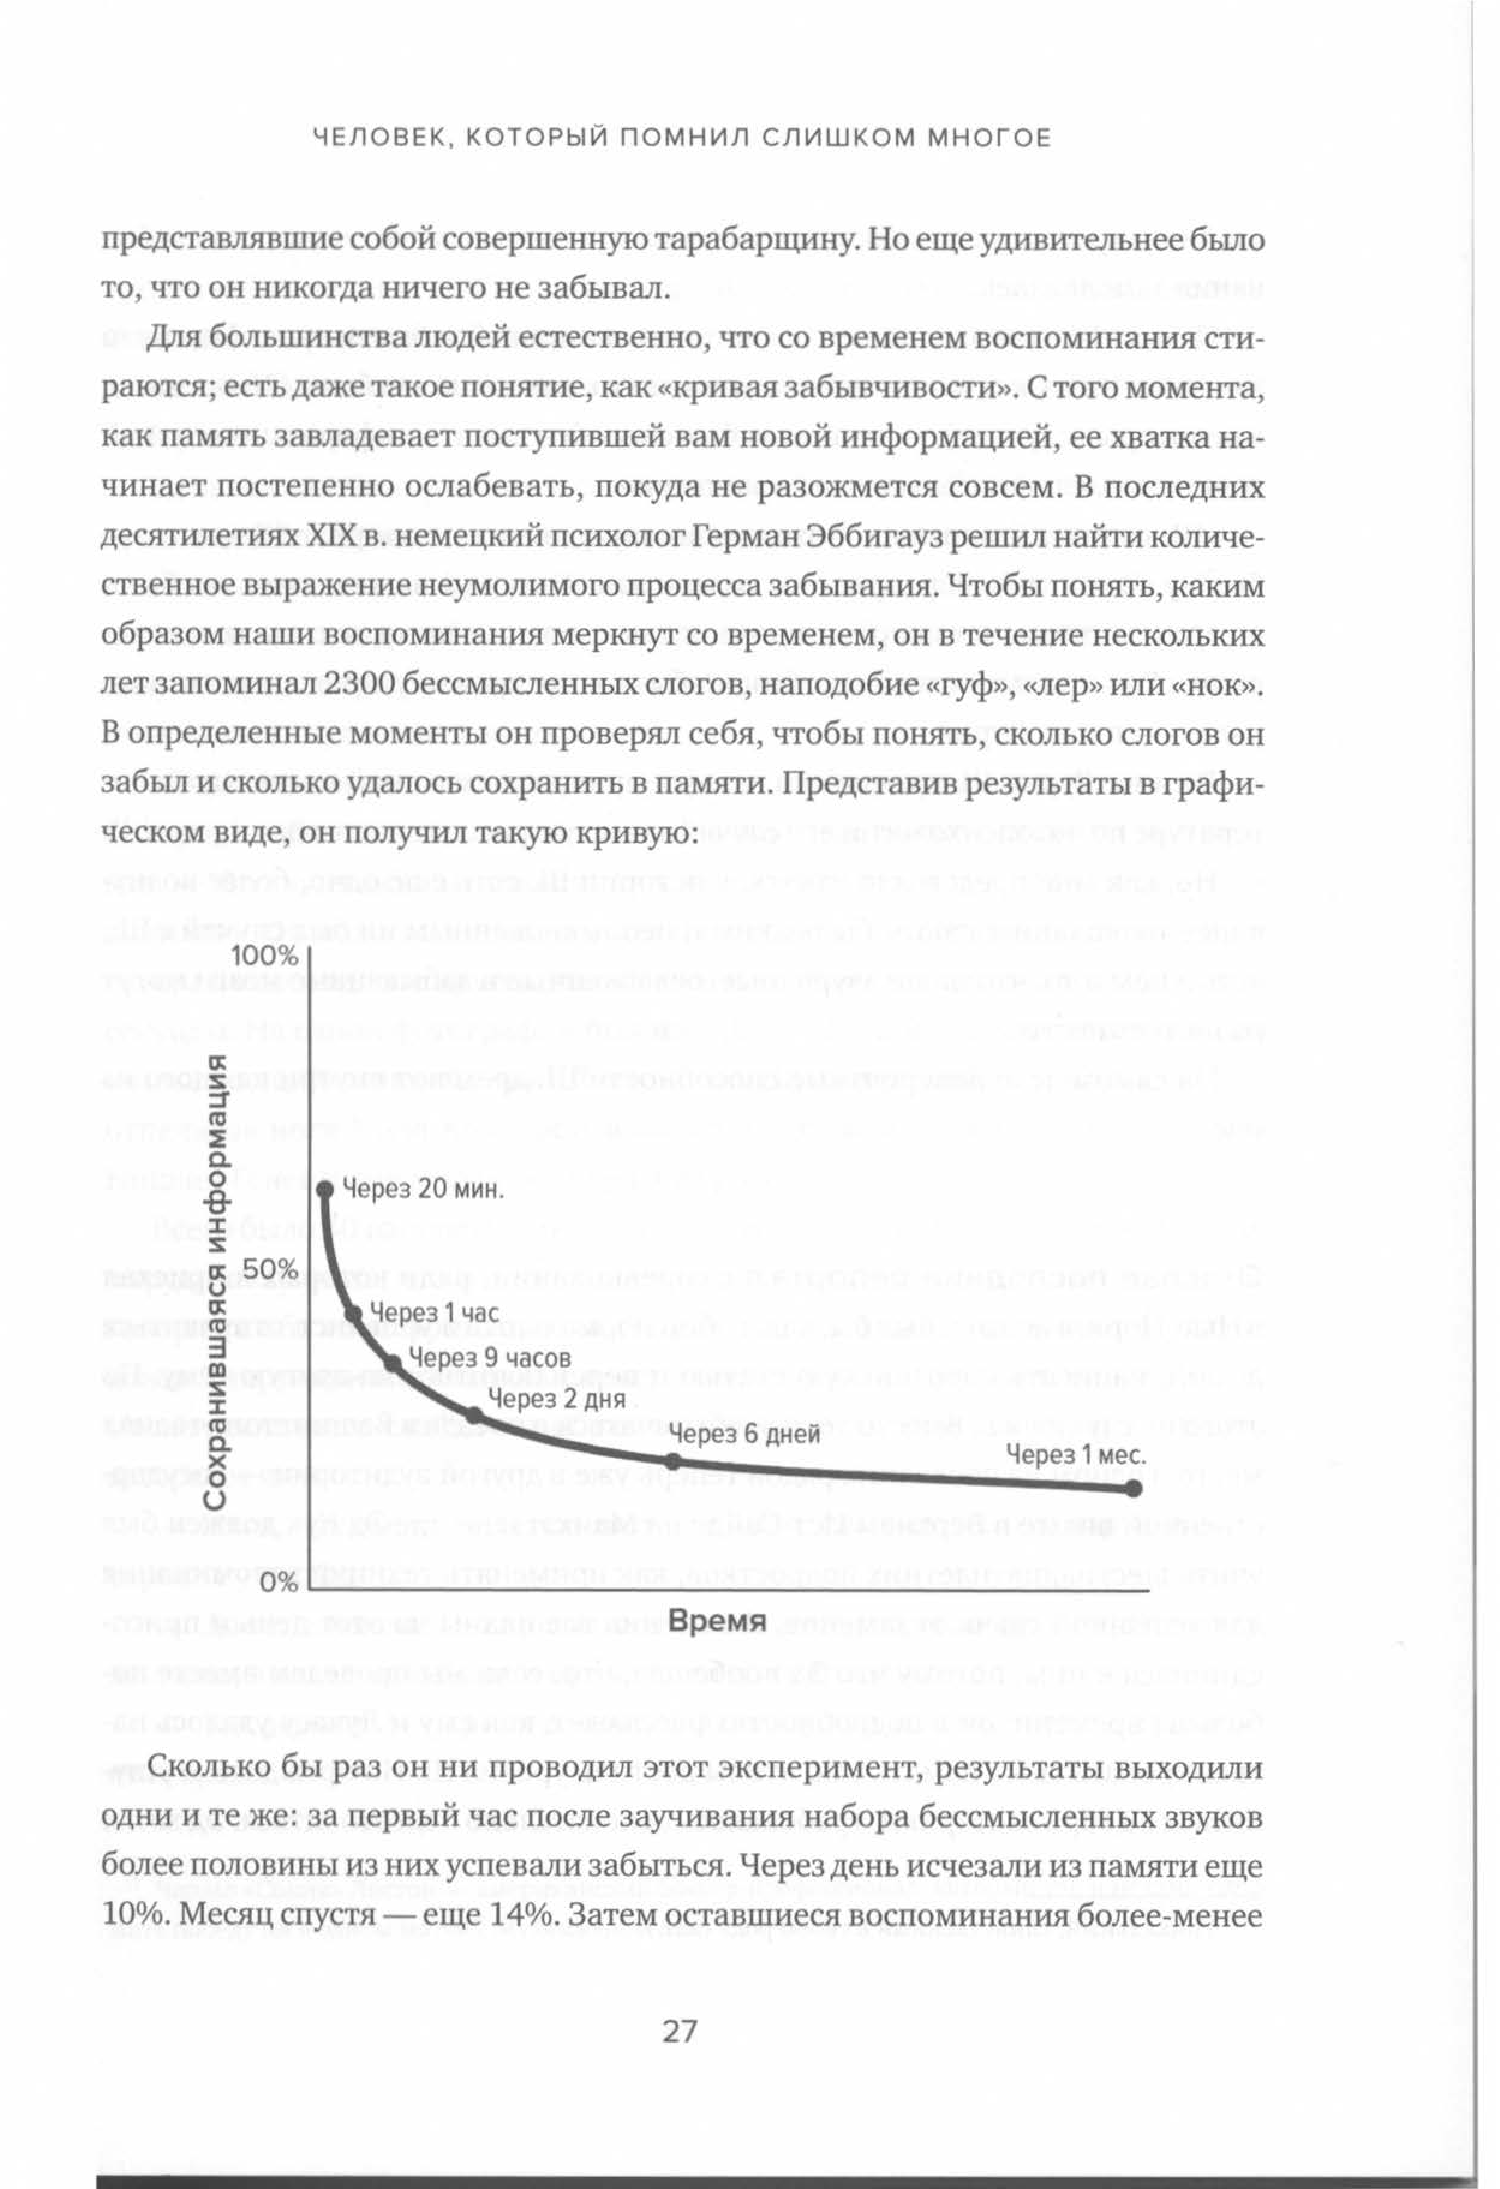 ЧЕЛОВЕК, КОТОРЫЙ ПОМНИЛ СЛИШКОМ МНОГОЕ
представлявшие собой совершенную тарабарщину. Но еще удивительнее было
то, что он никогда ничего не забывал.
Для большинства людей естественно, что со временем воспоминания сти-
раются; есть даже такое понятие, как «кривая забывчивости». С того момента,
как память завладевает поступившей вам новой информацией, ее хватка на-
чинает постепенно ослабевать, покуда не разожмется совсем. В последних
десятилетиях XIX в. немецкий психолог Герман Эббигауз решил найти количе-
ственное выражение неумолимого процесса забывания. Чтобы понять, каким
образом наши воспоминания меркнут со временем, он в течение нескольких
лет запоминал 2300 бессмысленных слогов, наподобие «гуф», «лер» или «нок».
В определенные моменты он проверял себя, чтобы понять, сколько слогов он
забыл и сколько удалось сохранить в памяти. Представив результаты в графи-
ческом виде, он получил такую кривую:
100%
Сохранившаяся информация
Через 20 мин.
50%
Через 1 час
Через 9 часов
Через 2 дня
Через 6 дней
Через 1 мес.
0%
Время
Сколько бы раз он ни проводил этот эксперимент, результаты выходили
одни и те же: за первый час после заучивания набора бессмысленных звуков
более половины из них успевали забыться. Через день исчезали из памяти еще
10%. Месяц спустя — еще 14%. Затем оставшиеся воспоминания более-менее
27